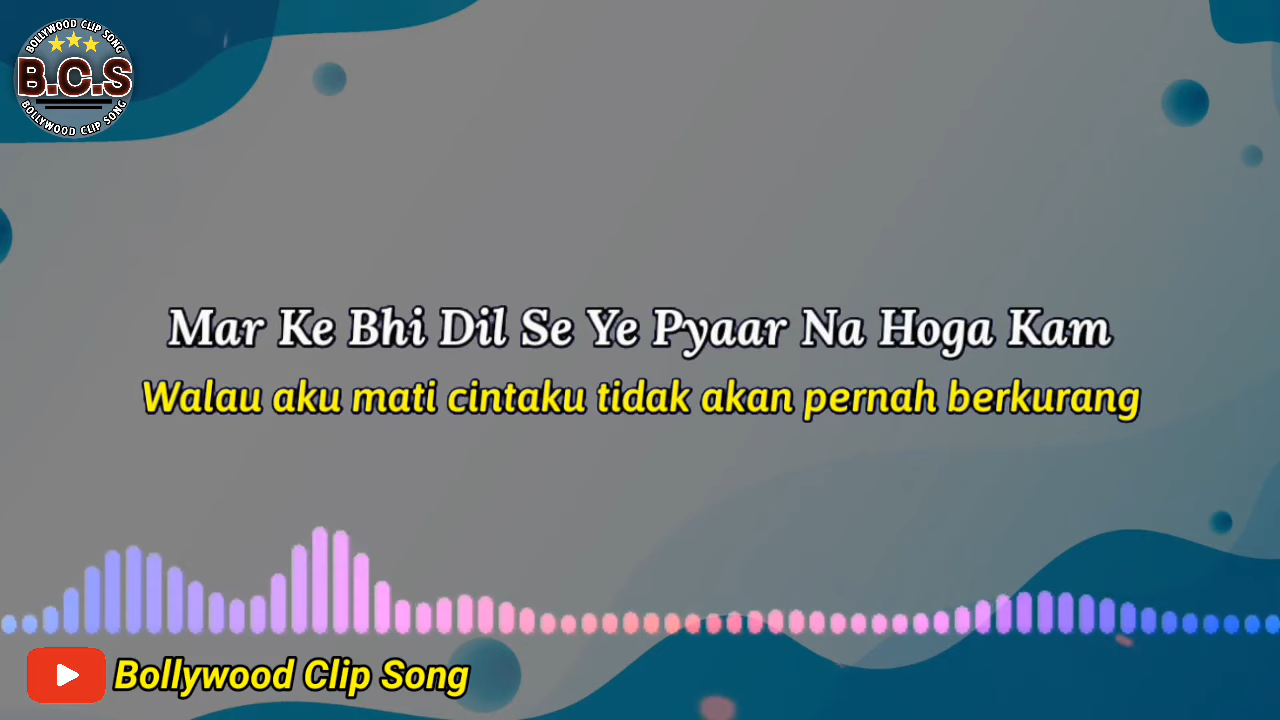 BOLLYWOOD CLIP SONG
B.C.S
BOLLYWOOD CLIP SONG
Mar Ke Bhi Dil Se Ye Pyaar Na Hoga Kam
Walau aku mati cintaku tidak akan pernah berkurang
Bollywood Clip Song